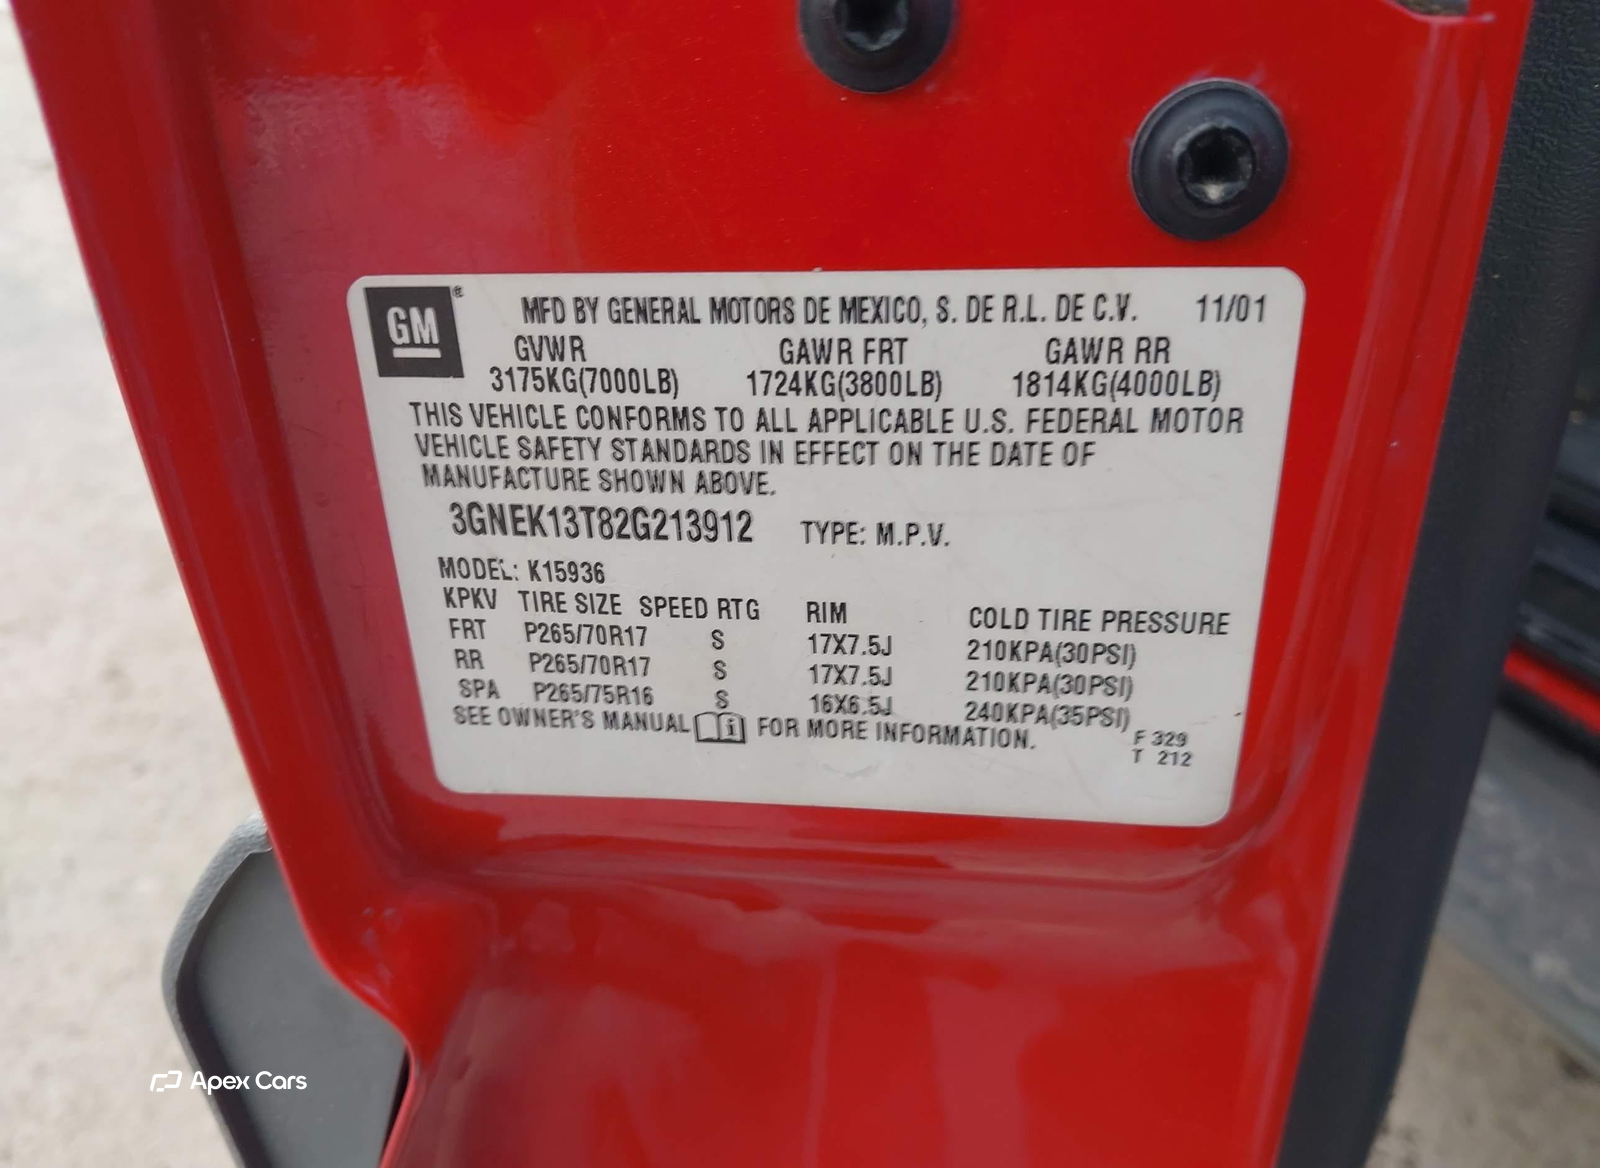 GM ® MFD BY GENERAL MOTORS DE MEXICO, S. DE R.L. DE C.V. 11/01
GVWR GAWR FRT GAWR RR
3175KG(7000LB) 1724KG(3800LB) 1814KG(4000LB)
THIS VEHICLE CONFORMS TO ALL APPLICABLE U.S. FEDERAL MOTOR
VEHICLE SAFETY STANDARDS IN EFFECT ON THE DATE OF
MANUFACTURE SHOWN ABOVE.
3GNEK13T82G213912 TYPE: M.P.V.
MODEL: K15936
KPKV TIRE SIZE SPEED RTG RIM COLD TIRE PRESSURE
FRT P265/70R17 S 17X7.5J 210KPA(30PSI)
RR P265/70R17 S 17X7.5J 210KPA(30PSI)
SPA P265/75R16 S 16X6.5J 240KPA(35PSI)
SEE OWNER'S MANUAL i FOR MORE INFORMATION.
F 329
T 212
Apex Cars